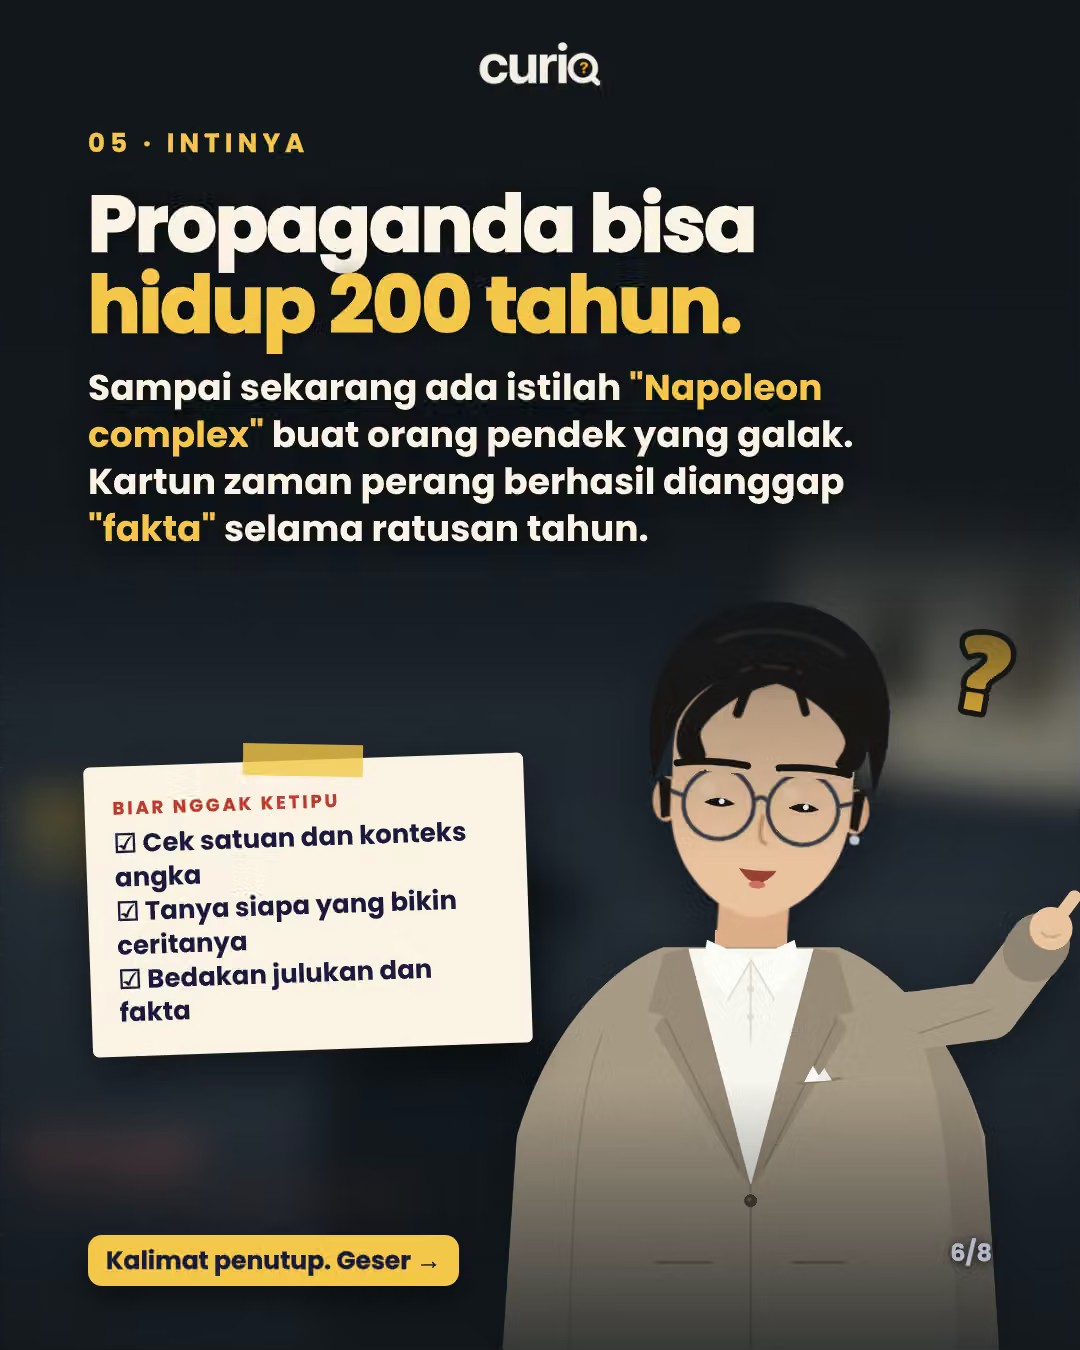 curiQ
05 · INTINYA
Propaganda bisa
hidup 200 tahun.
Sampai sekarang ada istilah "Napoleon
complex" buat orang pendek yang galak.
Kartun zaman perang berhasil dianggap
"fakta" selama ratusan tahun.
?
BIAR NGGAK KETIPU
☑ Cek satuan dan konteks
angka
☑ Tanya siapa yang bikin
ceritanya
☑ Bedakan julukan dan
fakta
Kalimat penutup. Geser →
6/8